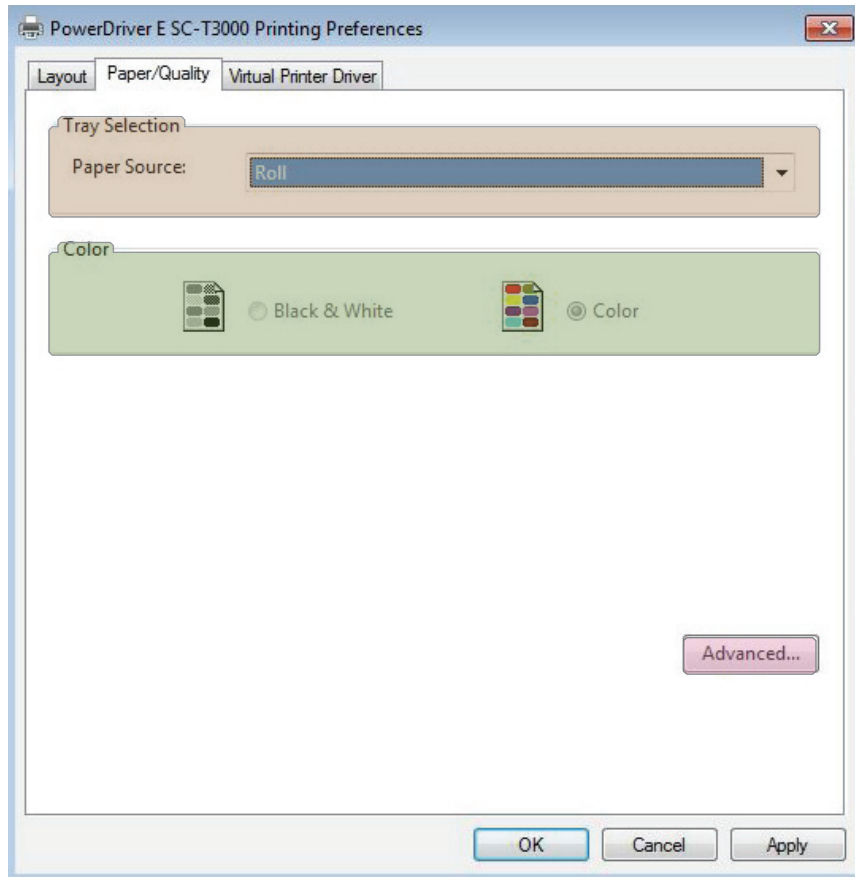 PowerDriver E SC-T3000 Printing Preferences
Layout Paper/Quality Virtual Printer Driver
Tray Selection
Paper Source: Roll
Color
Black & White Color
Advanced...
OK Cancel Apply